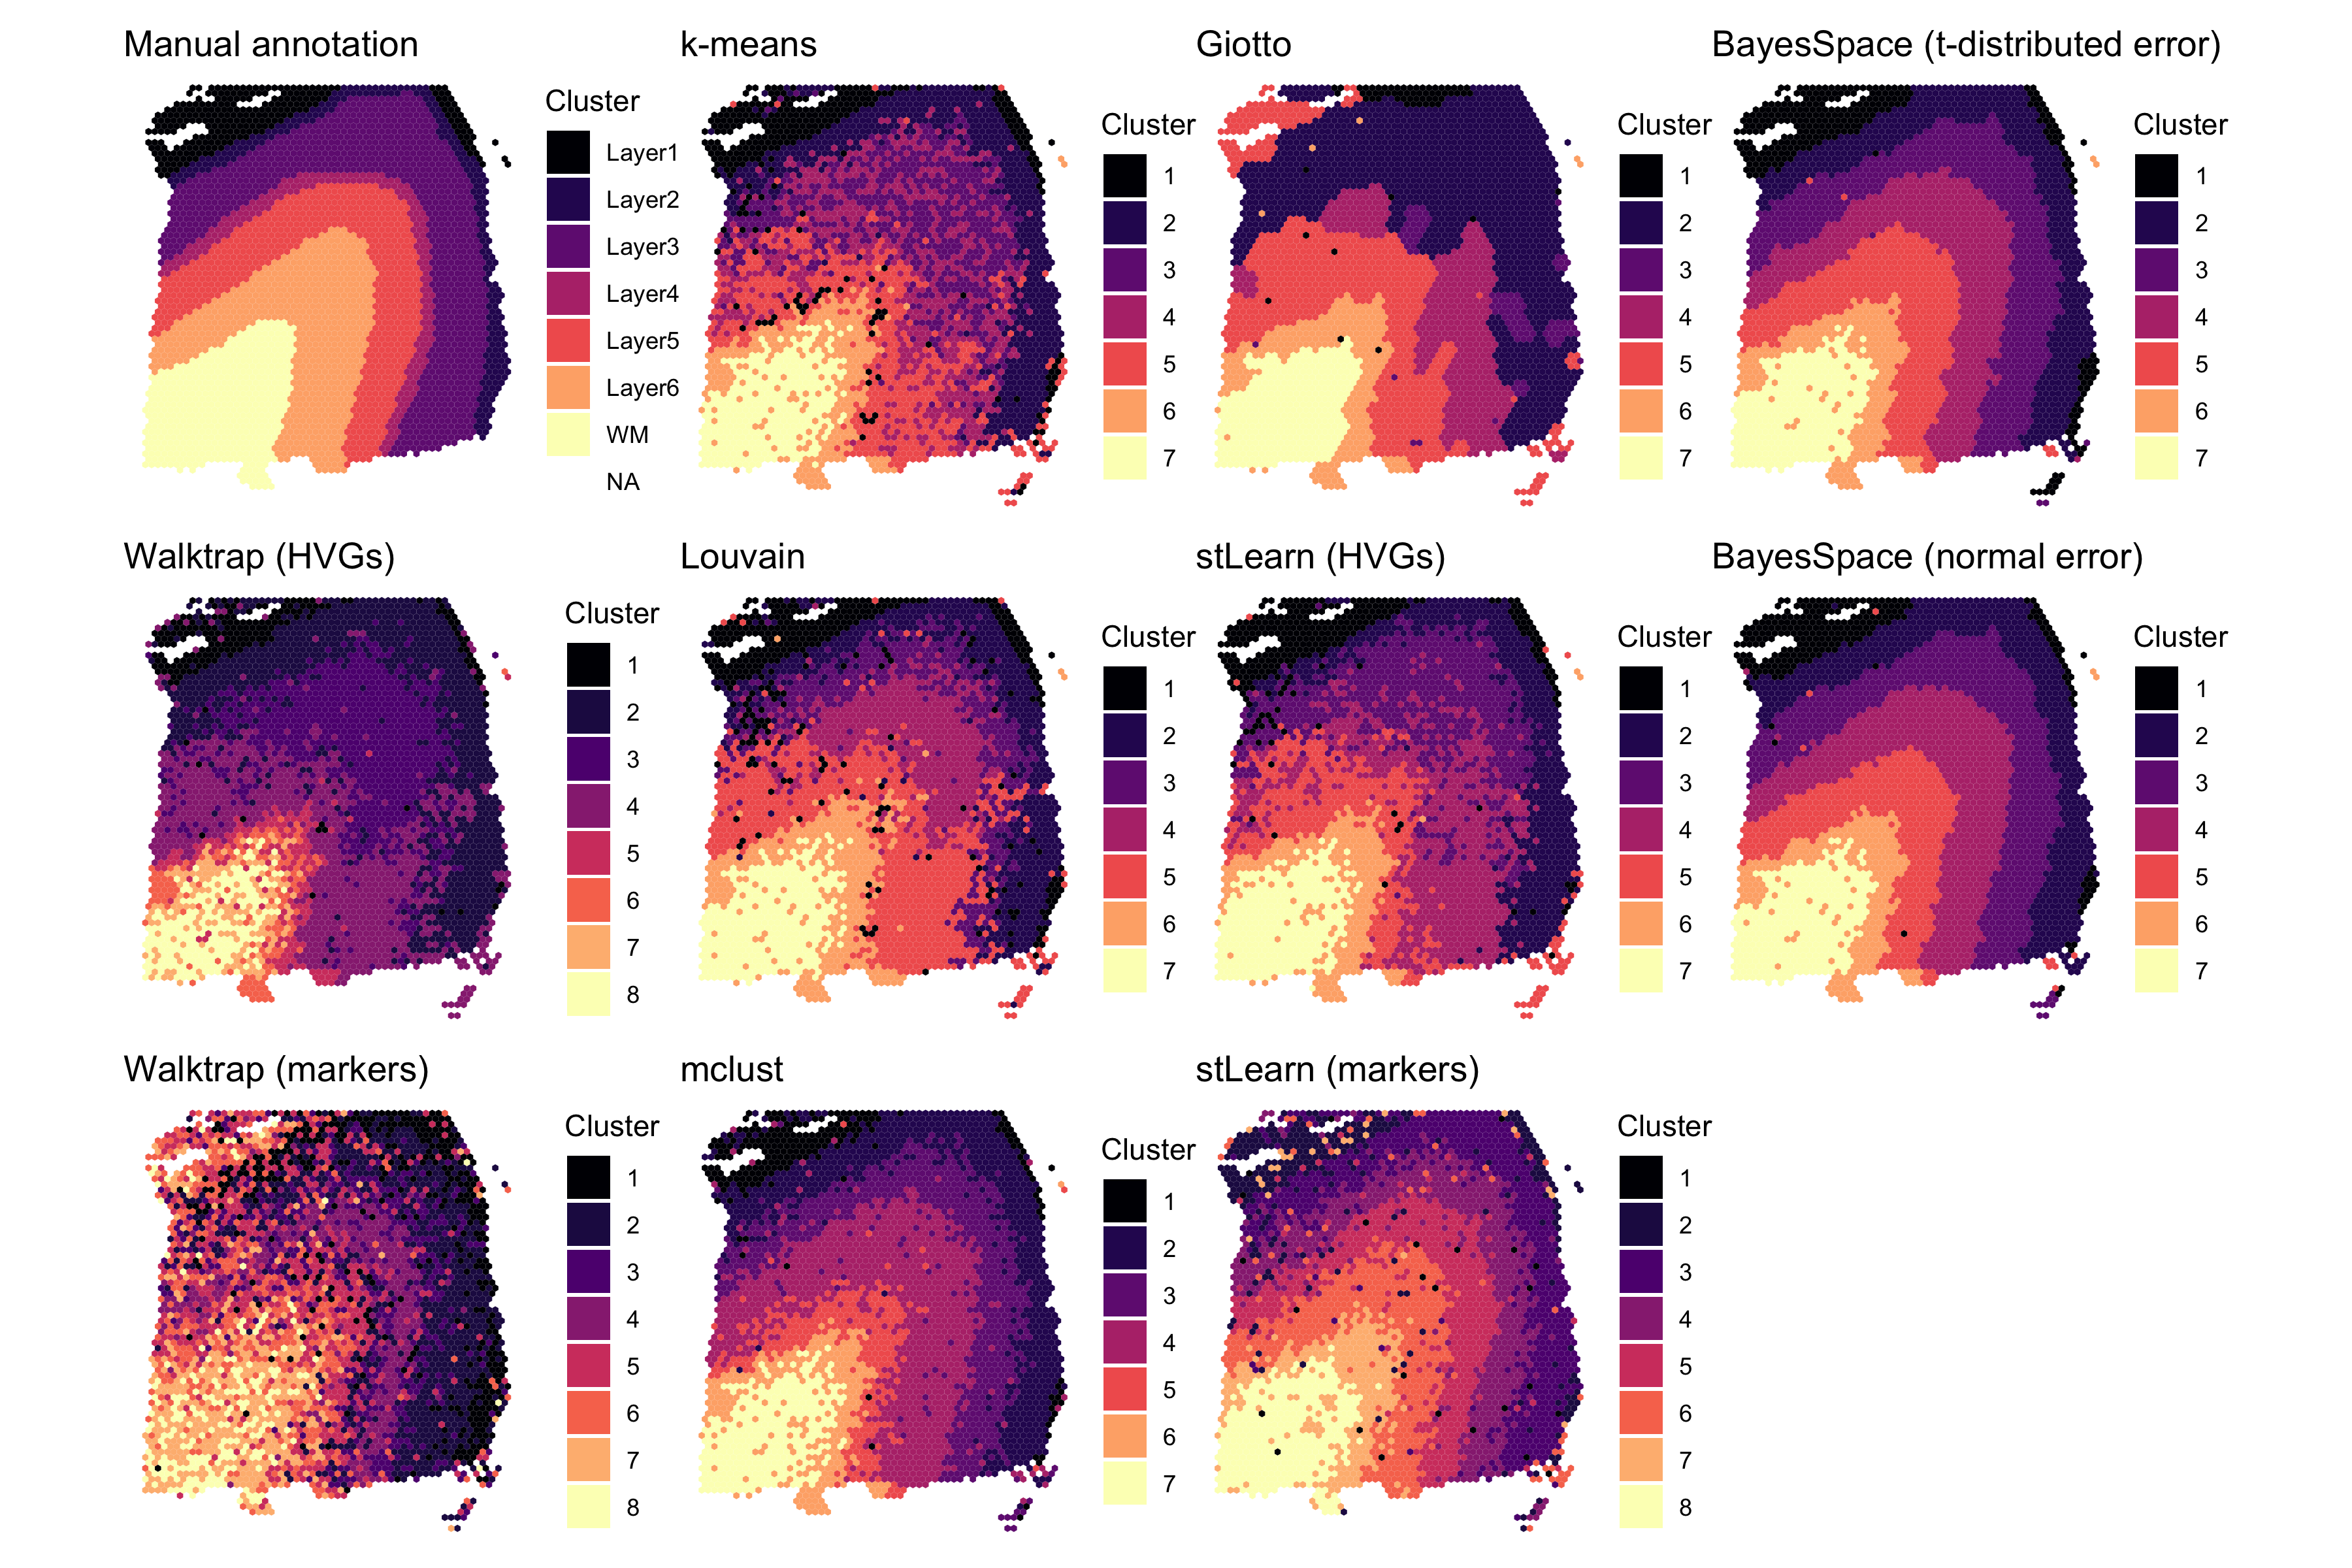 Manual annotation
Cluster
Layer1
Layer2
Layer3
Layer4
Layer5
Layer6
WM
NA
k-means
Cluster
1
2
3
4
5
6
7
Giotto
Cluster
1
2
3
4
5
6
7
BayesSpace (t-distributed error)
Cluster
1
2
3
4
5
6
7
Walktrap (HVGs)
Cluster
1
2
3
4
5
6
7
8
Louvain
Cluster
1
2
3
4
5
6
7
stLearn (HVGs)
Cluster
1
2
3
4
5
6
7
BayesSpace (normal error)
Cluster
1
2
3
4
5
6
7
Walktrap (markers)
Cluster
1
2
3
4
5
6
7
8
mclust
Cluster
1
2
3
4
5
6
7
stLearn (markers)
Cluster
1
2
3
4
5
6
7
8